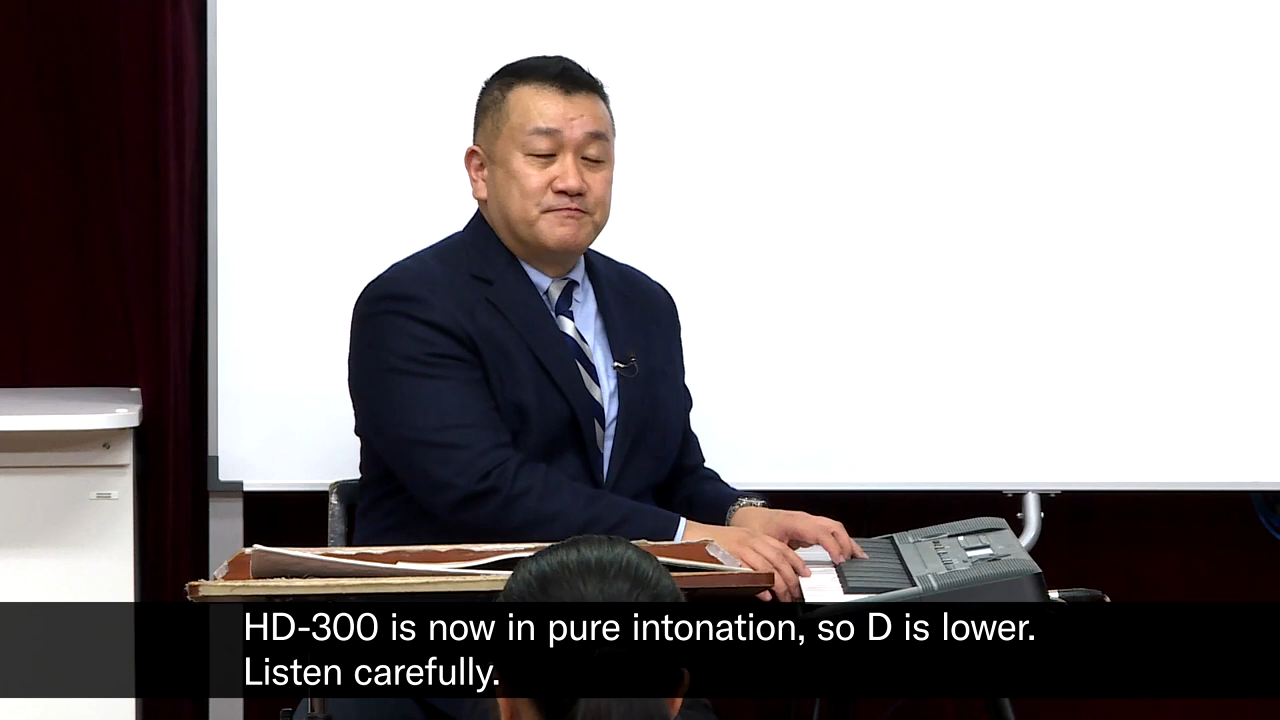 HD-300 is now in pure intonation, so D is lower.
Listen carefully.